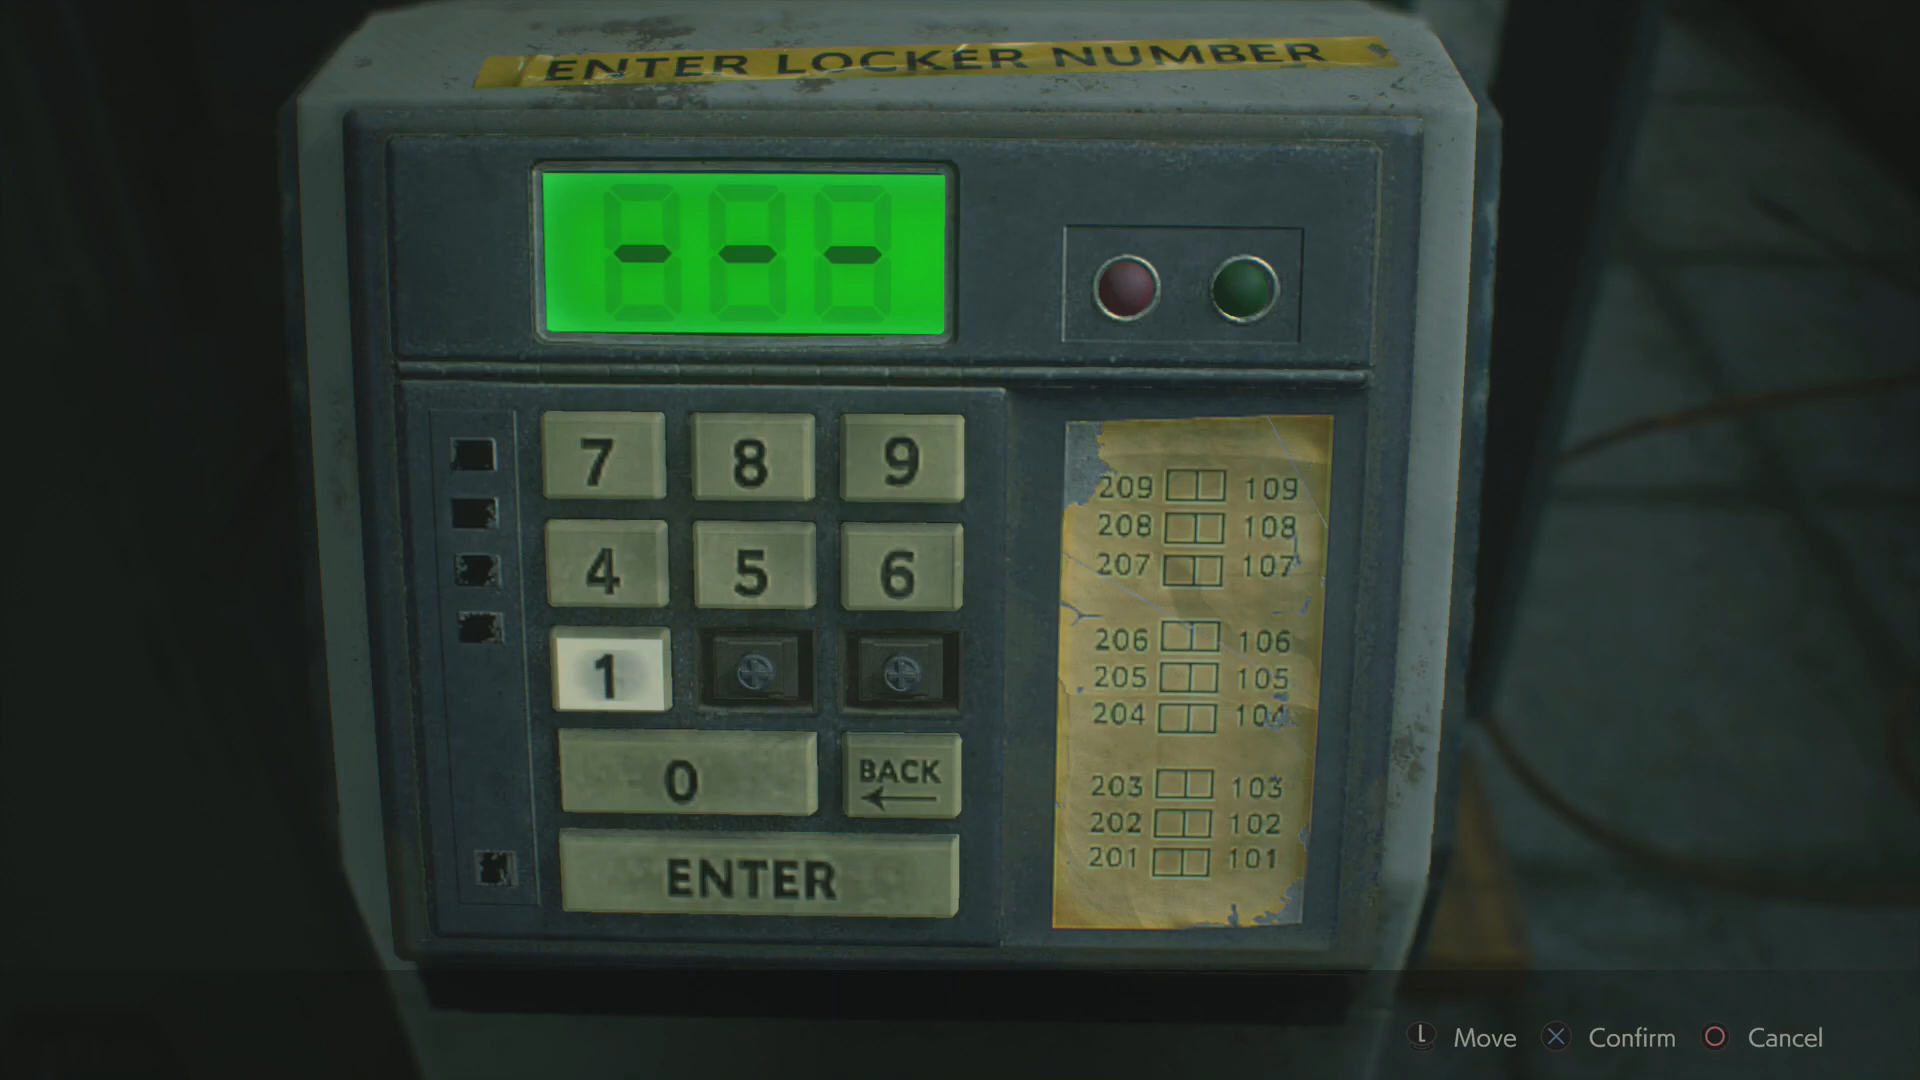 ENTER LOCKER NUMBER
7 8 9
4 5 6
1
0 BACK
ENTER
209 109
208 108
207 107
206 106
205 105
204 104
203 103
202 102
201 101
L Move Confirm Cancel